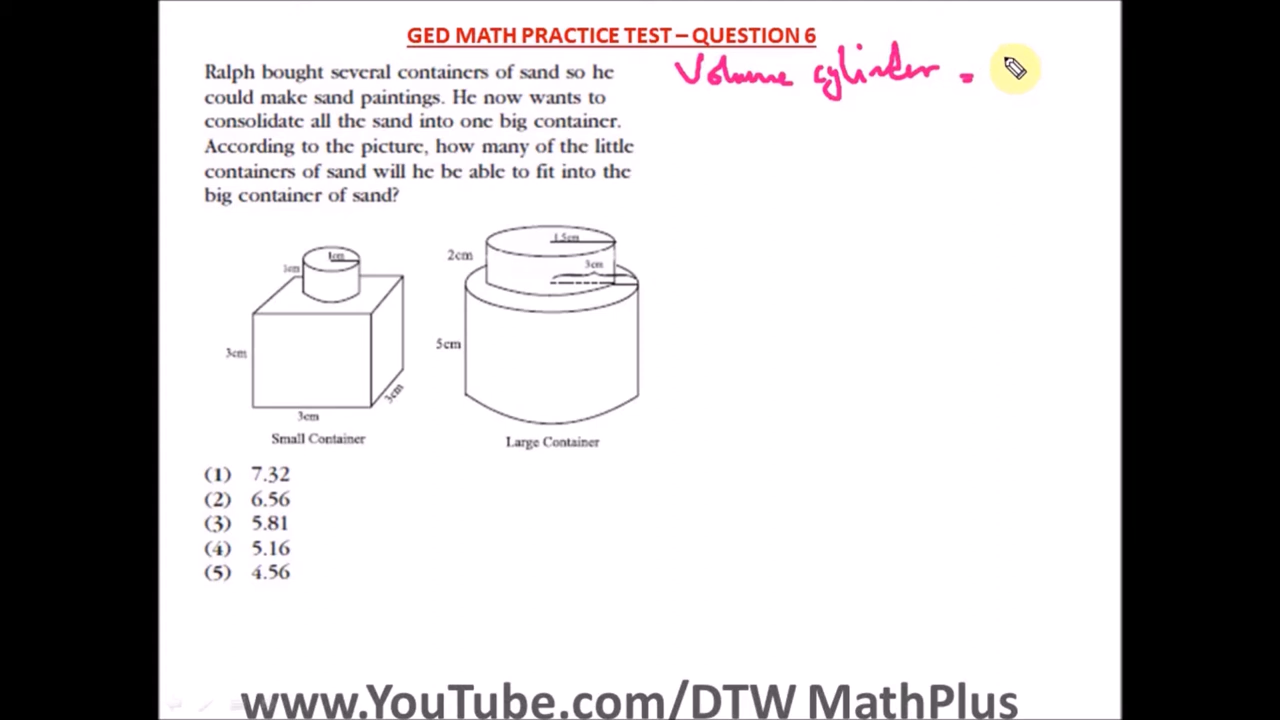 GED MATH PRACTICE TEST – QUESTION 6
Volume cylinder =
Ralph bought several containers of sand so he
could make sand paintings. He now wants to
consolidate all the sand into one big container.
According to the picture, how many of the little
containers of sand will he be able to fit into the
big container of sand?
1cm
1cm
3cm
3cm
3cm
Small Container
1.5cm
2cm
3cm
5cm
Large Container
(1) 7.32
(2) 6.56
(3) 5.81
(4) 5.16
(5) 4.56
www.YouTube.com/DTW MathPlus